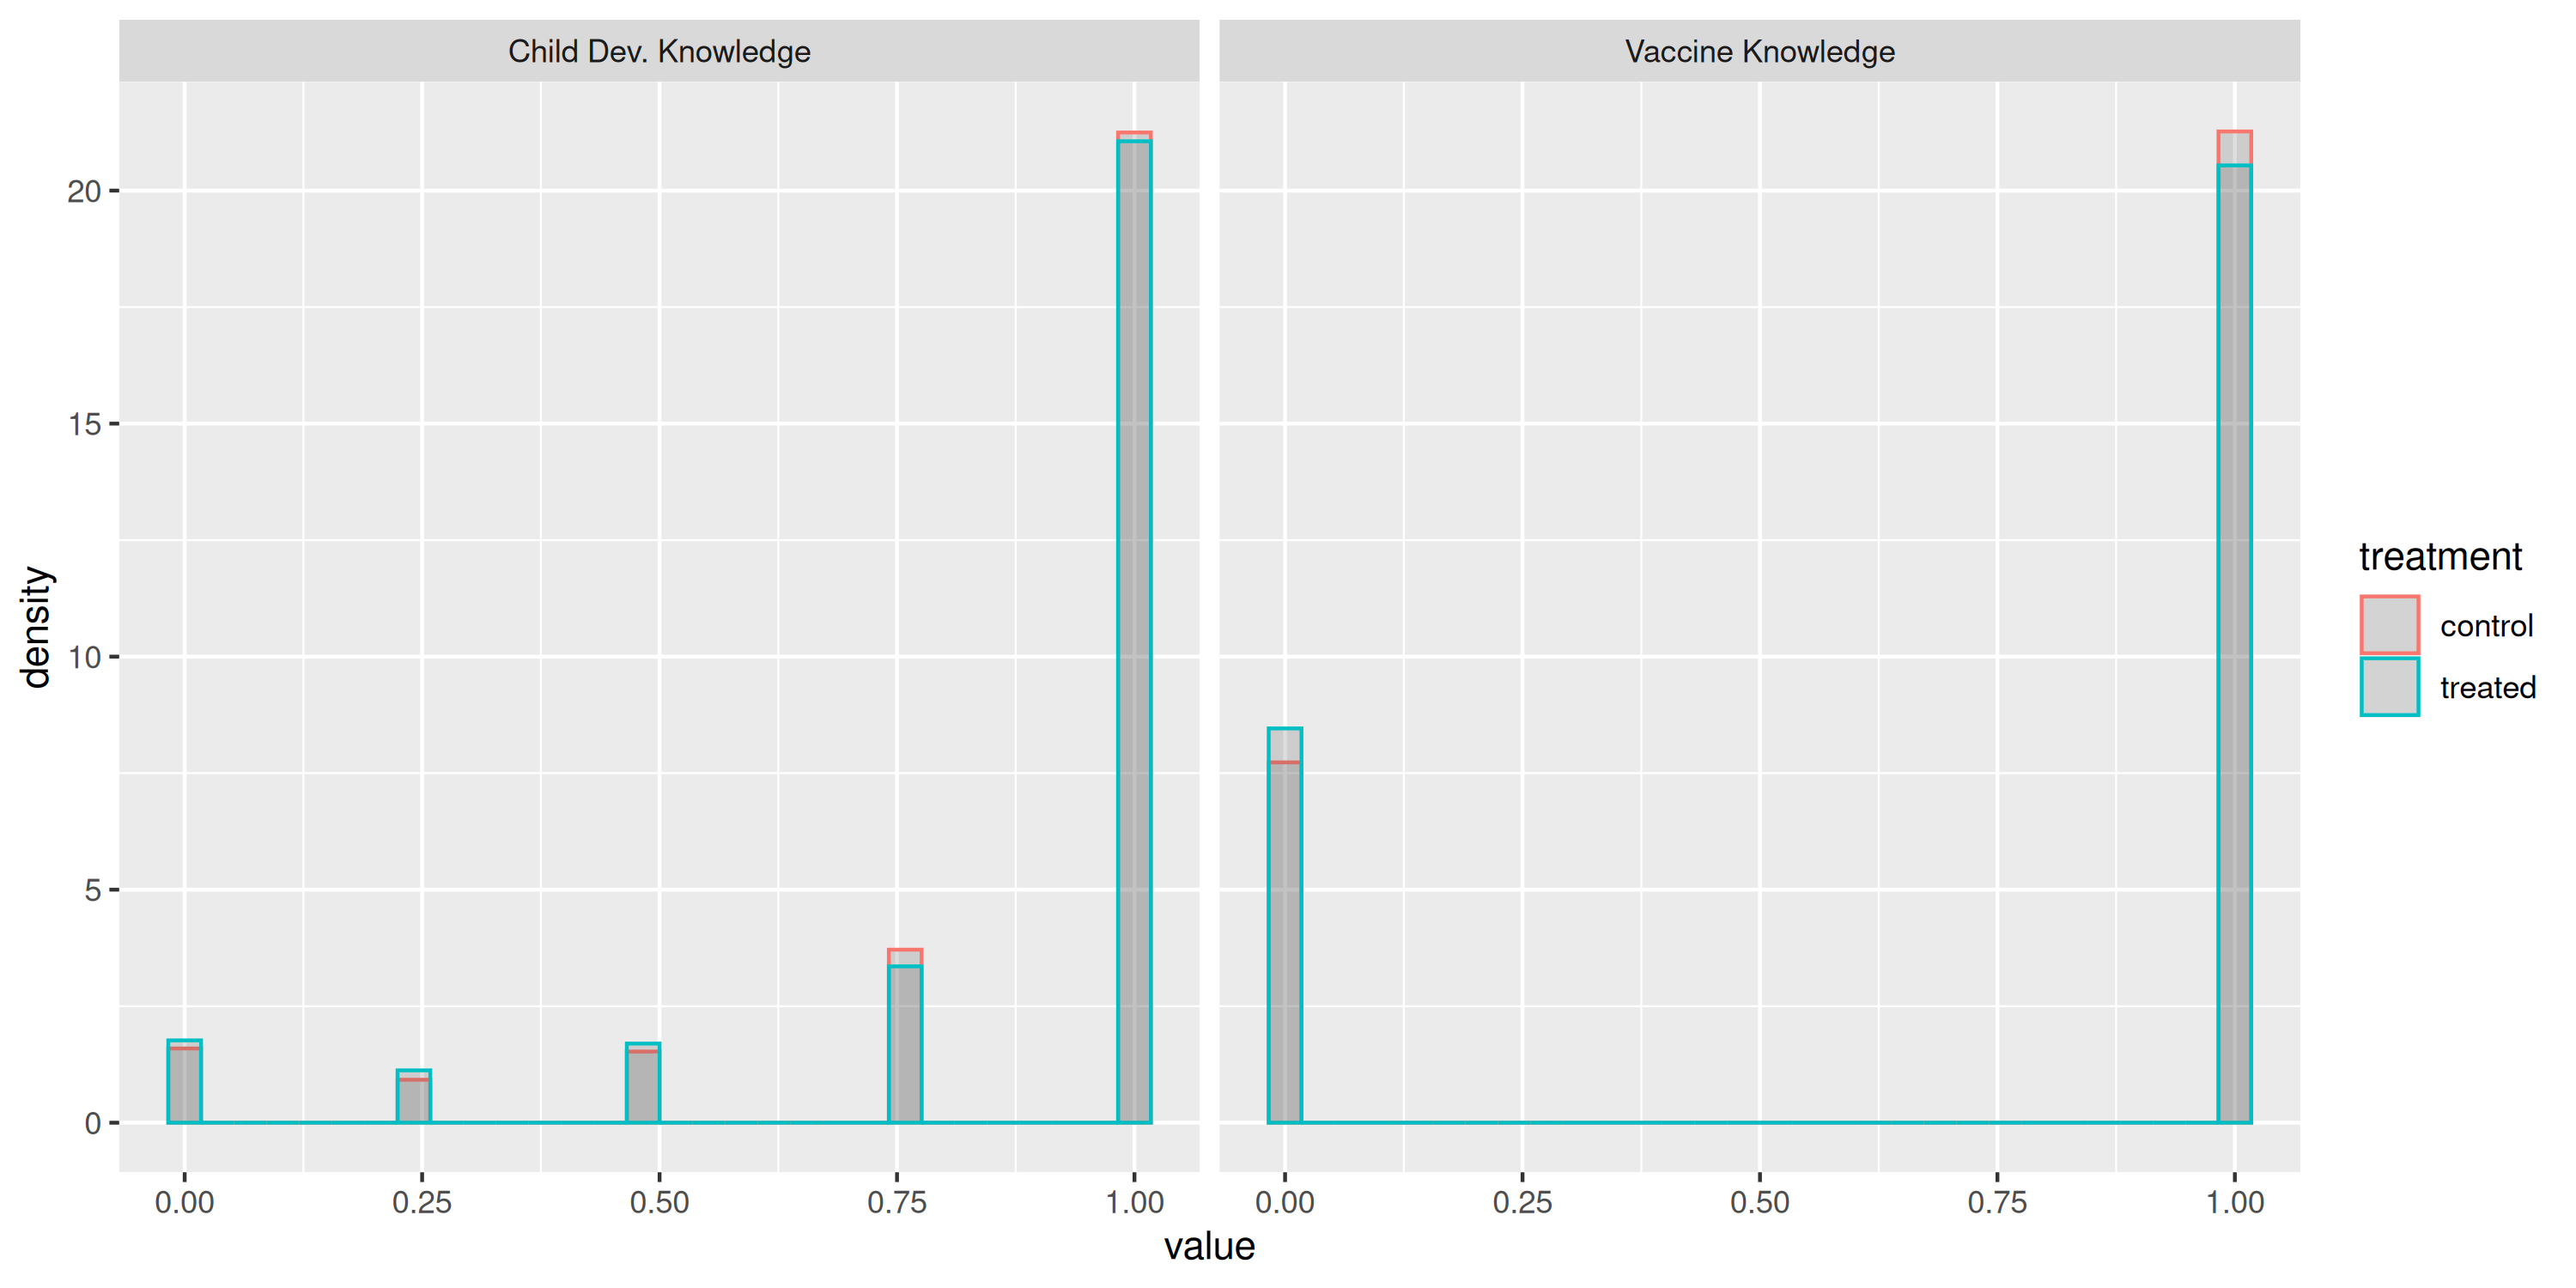 Child Dev. Knowledge
Vaccine Knowledge
density
20
15
10
5
0
0.00 0.25 0.50 0.75 1.00
0.00 0.25 0.50 0.75 1.00
value
treatment
control
treated